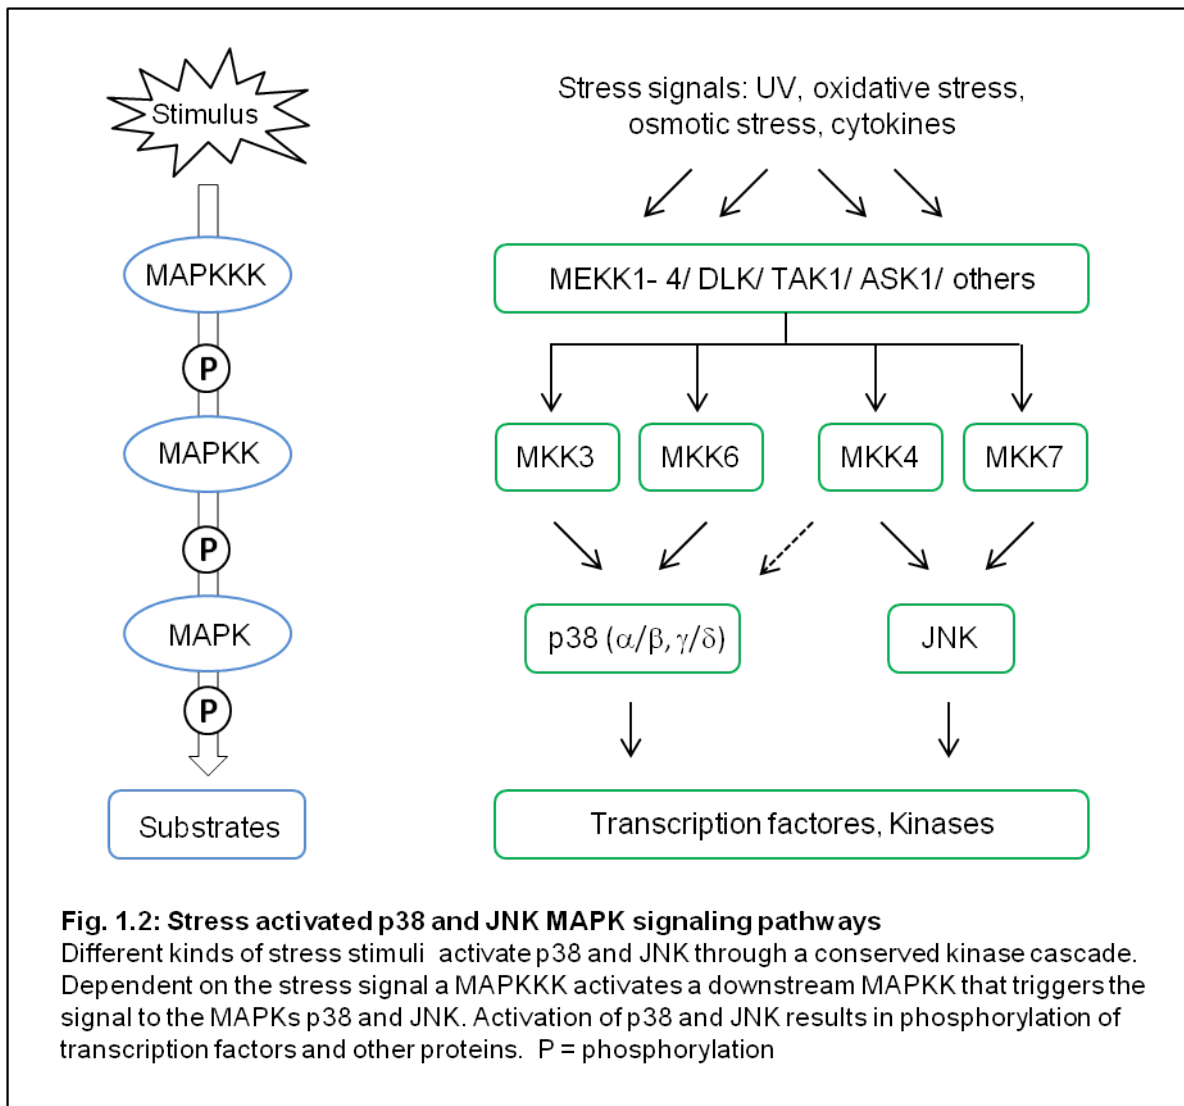 Stimulus
MAPKKK
P
MAPKK
P
MAPK
P
Substrates
Stress signals: UV, oxidative stress,
osmotic stress, cytokines
MEKK1- 4/ DLK/ TAK1/ ASK1/ others
MKK3
MKK6
MKK4
MKK7
p38 (α/β, γ/δ)
JNK
Transcription factores, Kinases
Fig. 1.2: Stress activated p38 and JNK MAPK signaling pathways
Different kinds of stress stimuli activate p38 and JNK through a conserved kinase cascade.
Dependent on the stress signal a MAPKKK activates a downstream MAPKK that triggers the
signal to the MAPKs p38 and JNK. Activation of p38 and JNK results in phosphorylation of
transcription factors and other proteins. P = phosphorylation